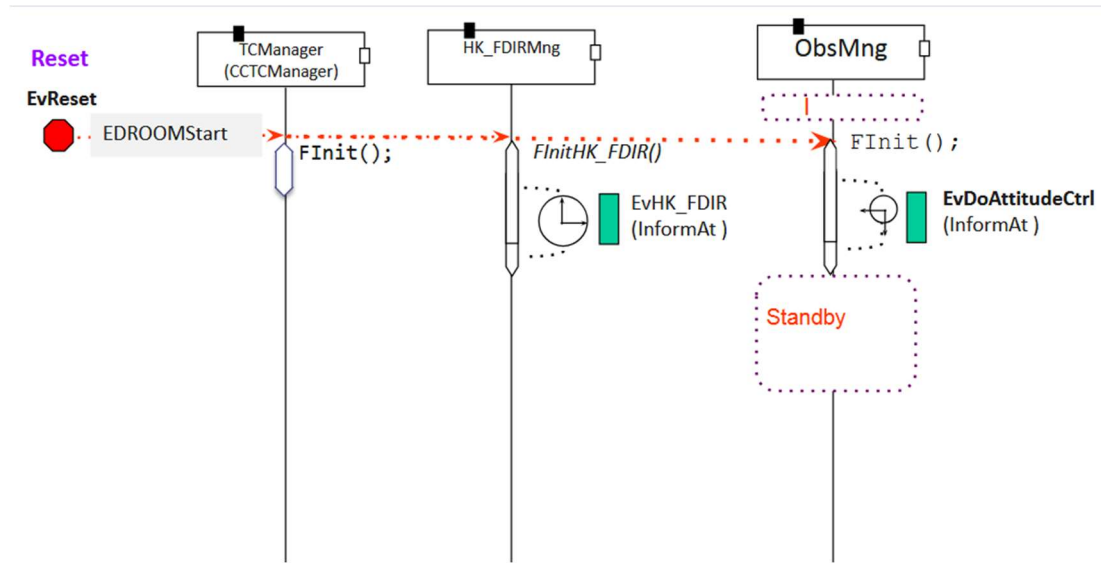 Reset
TCManager
(CCTCManager)
HK_FDIRMng
ObsMng
EvReset
EDROOMStart
I
FInit();
FInitHK_FDIR()
FInit();
EvHK_FDIR
(InformAt )
EvDoAttitudeCtrl
(InformAt )
Standby